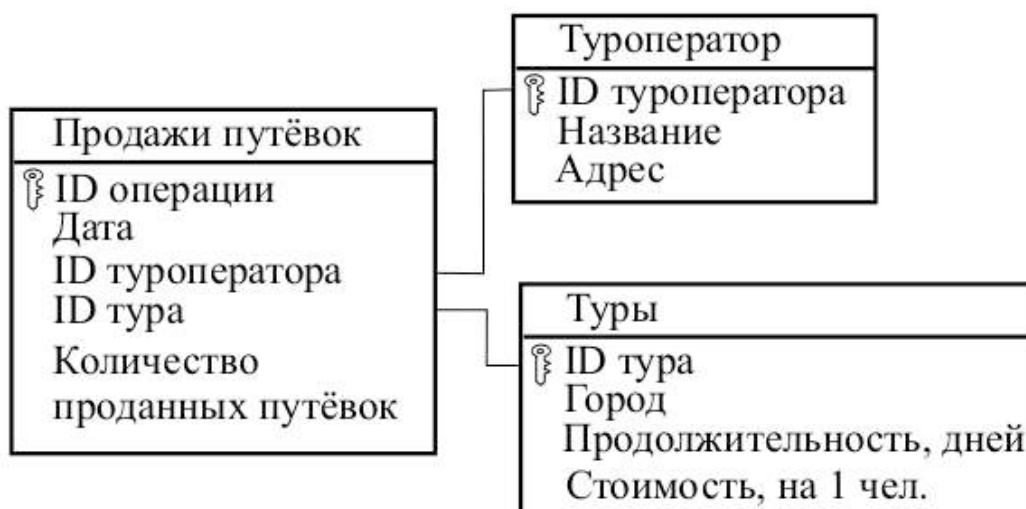 Продажи путёвок
ID операции
Дата
ID туроператора
ID тура
Количество
проданных путёвок
Туроператор
ID туроператора
Название
Адрес
Туры
ID тура
Город
Продолжительность, дней
Стоимость, на 1 чел.